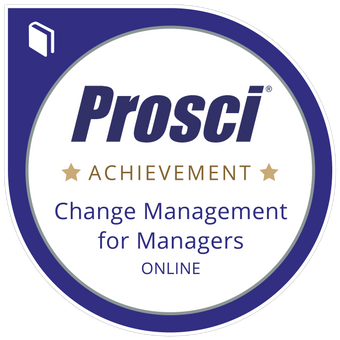 Prosci®
ACHIEVEMENT
Change Management
for Managers
ONLINE